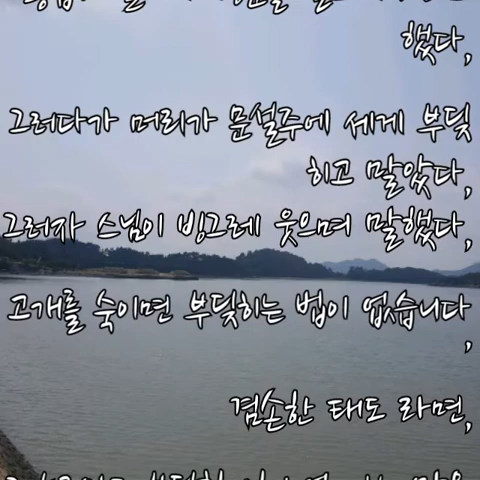 했다,
그러다가 머리가 문설주에 세게 부딪
히고 말았다,
그러자 스님이 빙그레 웃으며 말했다,
고개를 숙이면 부딪히는 법이 없습니다
,
겸손한 태도 라면,